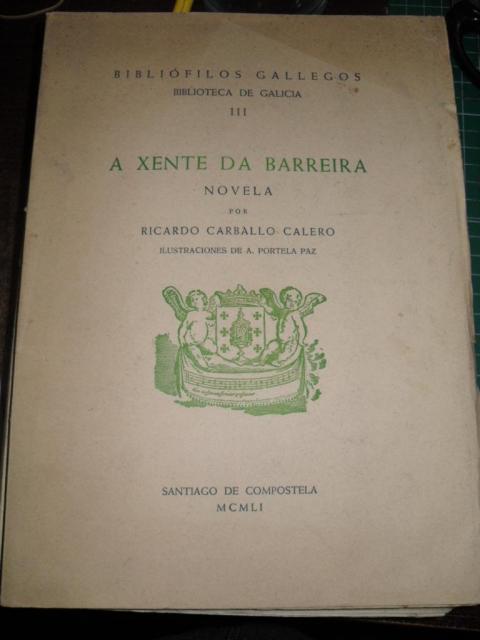 BIBLIÓFILOS GALLEGOS
BIBLIOTECA DE GALICIA
III
A XENTE DA BARREIRA
NOVELA
POR
RICARDO CARBALLO CALERO
ILUSTRACIONES DE A. PORTELA PAZ
SANTIAGO DE COMPOSTELA
MCMLI